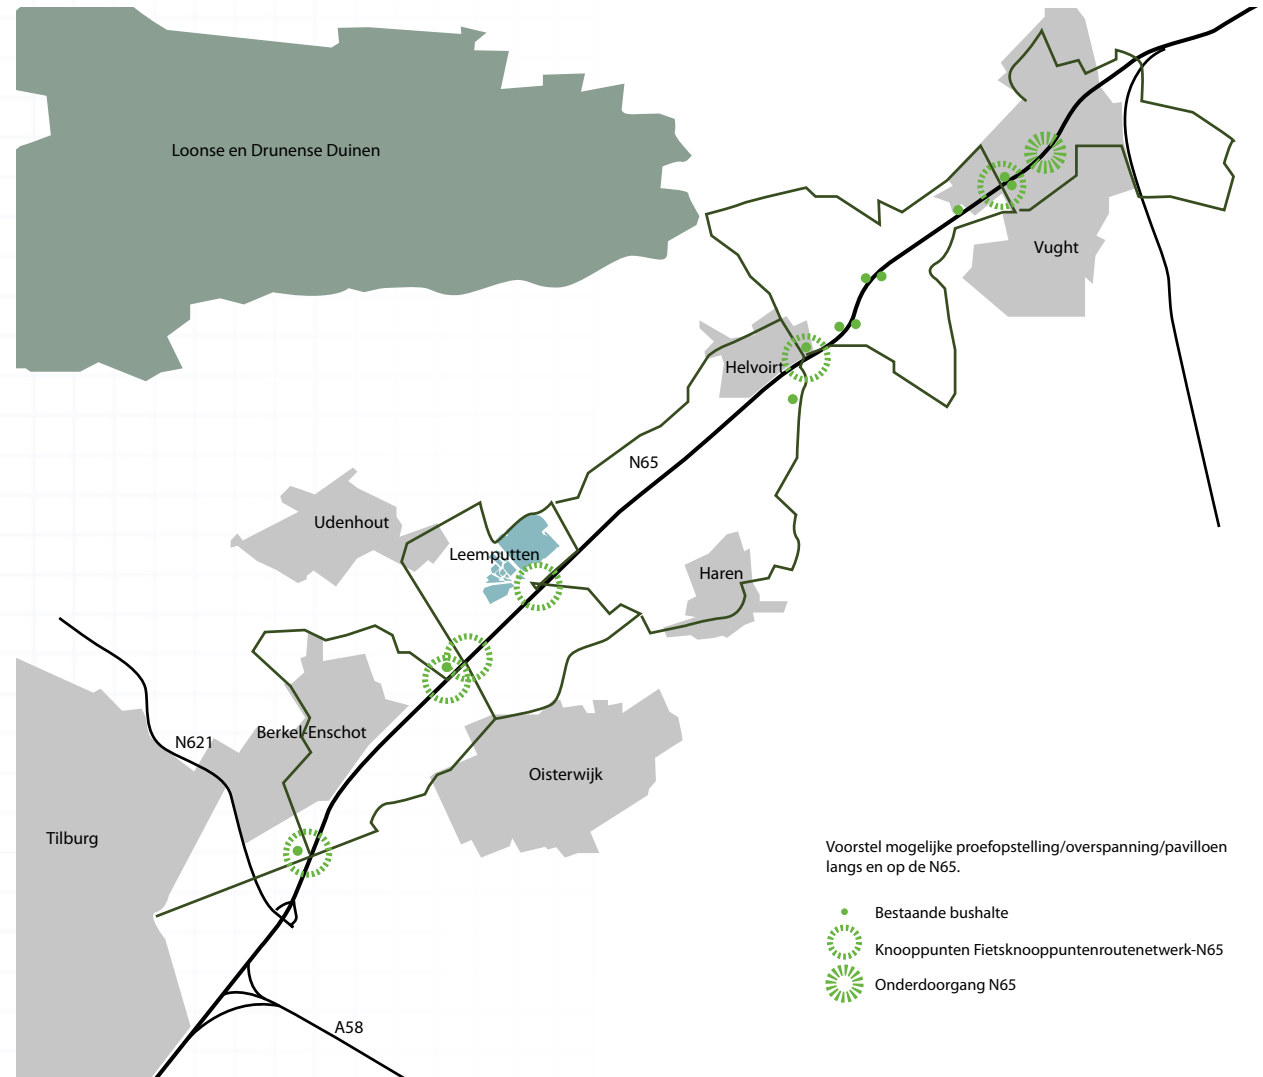 Loonse en Drunense Duinen
Vught
Helvoirt
N65
Udenhout
Leemputten
Haren
Berkel-Enschot
N621
Oisterwijk
Tilburg
Voorstel mogelijke proefopstelling/overspanning/pavilloen
langs en op de N65.
Bestaande bushalte
Knooppunten Fietsknooppuntenroutenetwerk-N65
Onderdoorgang N65
A58